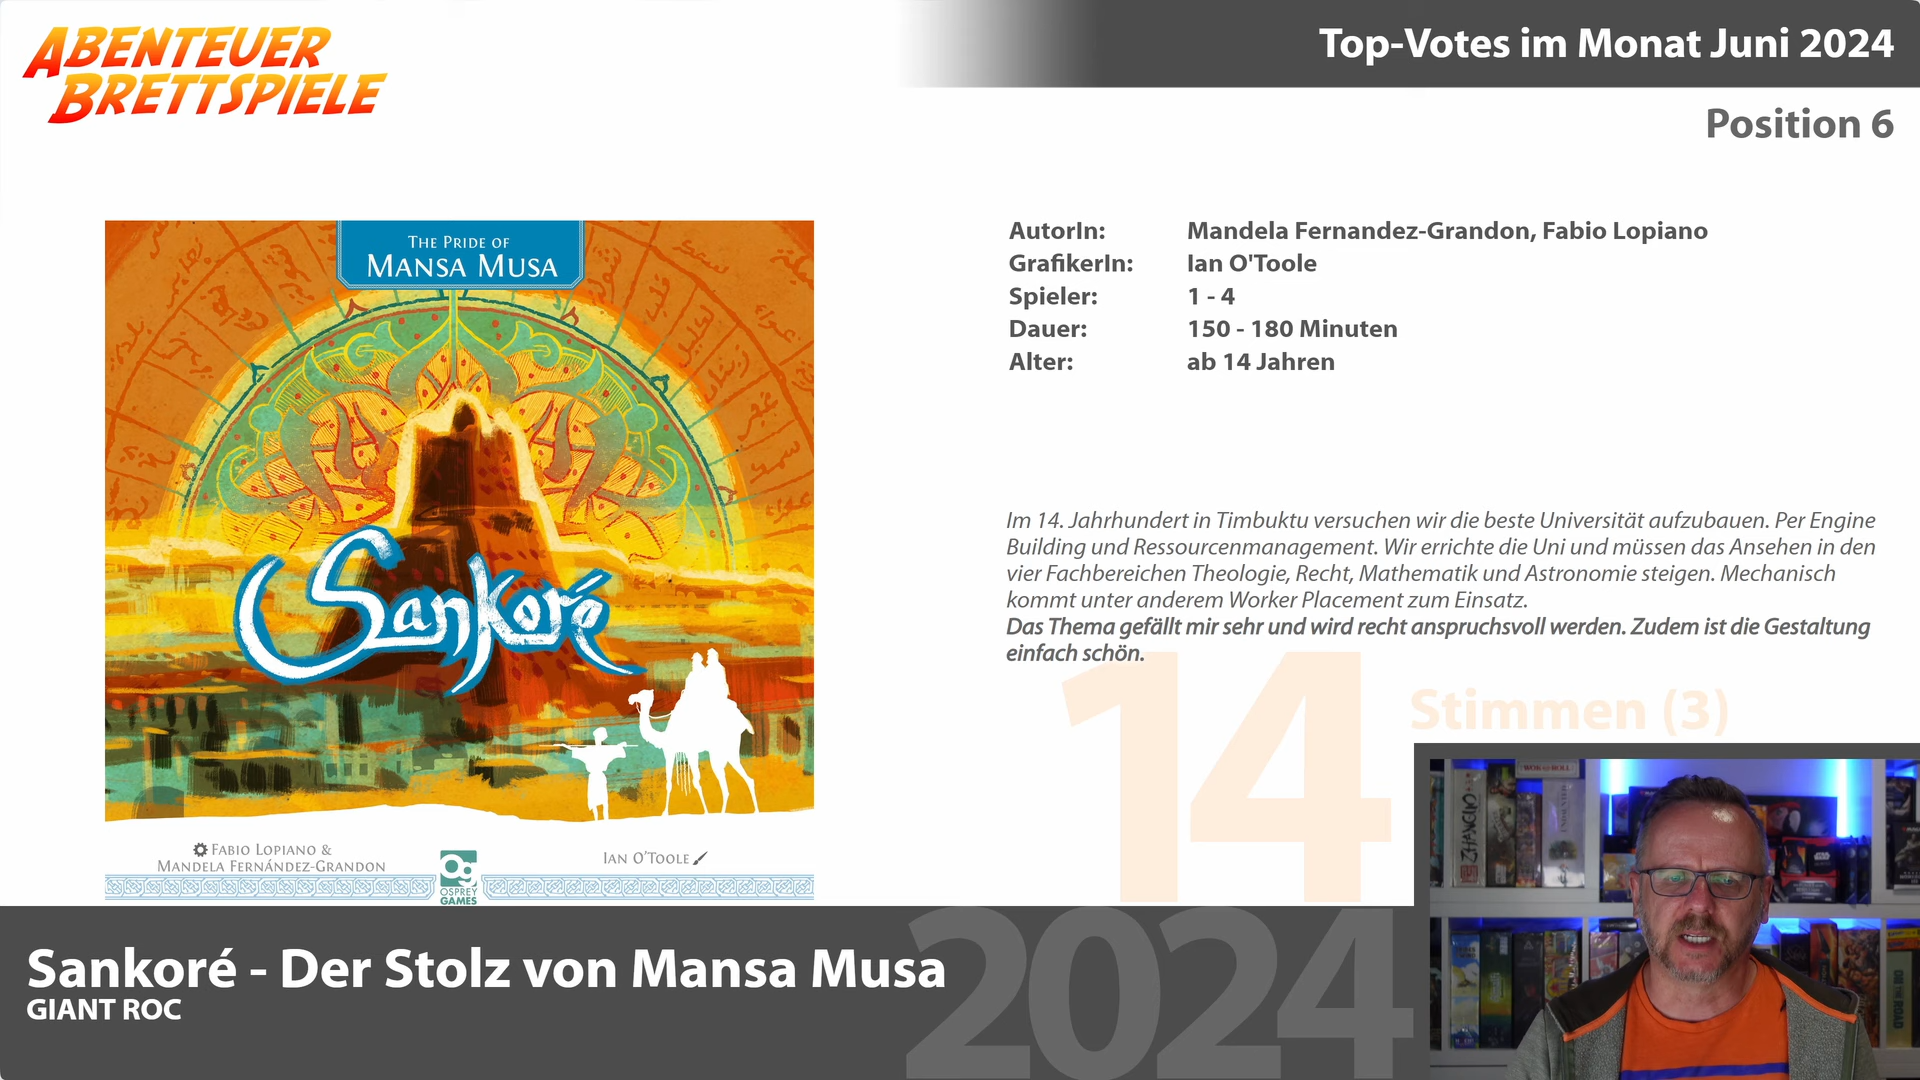 ABENTEUER
BRETTSPIELE
Top-Votes im Monat Juni 2024
Position 6
THE PRIDE OF
MANSA MUSA
Sankoré
FABIO LOPIANO &
MANDELA FERNÁNDEZ-GRANDON
OG
OSPREY
GAMES
IAN O'TOOLE
AutorIn: Mandela Fernandez-Grandon, Fabio Lopiano
GrafikerIn: Ian O'Toole
Spieler: 1 - 4
Dauer: 150 - 180 Minuten
Alter: ab 14 Jahren
Im 14. Jahrhundert in Timbuktu versuchen wir die beste Universität aufzubauen. Per Engine
Building und Ressourcenmanagement. Wir errichte die Uni und müssen das Ansehen in den
vier Fachbereichen Theologie, Recht, Mathematik und Astronomie steigen. Mechanisch
kommt unter anderem Worker Placement zum Einsatz.
Das Thema gefällt mir sehr und wird recht anspruchsvoll werden. Zudem ist die Gestaltung
einfach schön.
14
Stimmen (3)
ZHANGUO
WOK & ROLL
Sankoré - Der Stolz von Mansa Musa
GIANT ROC
2024